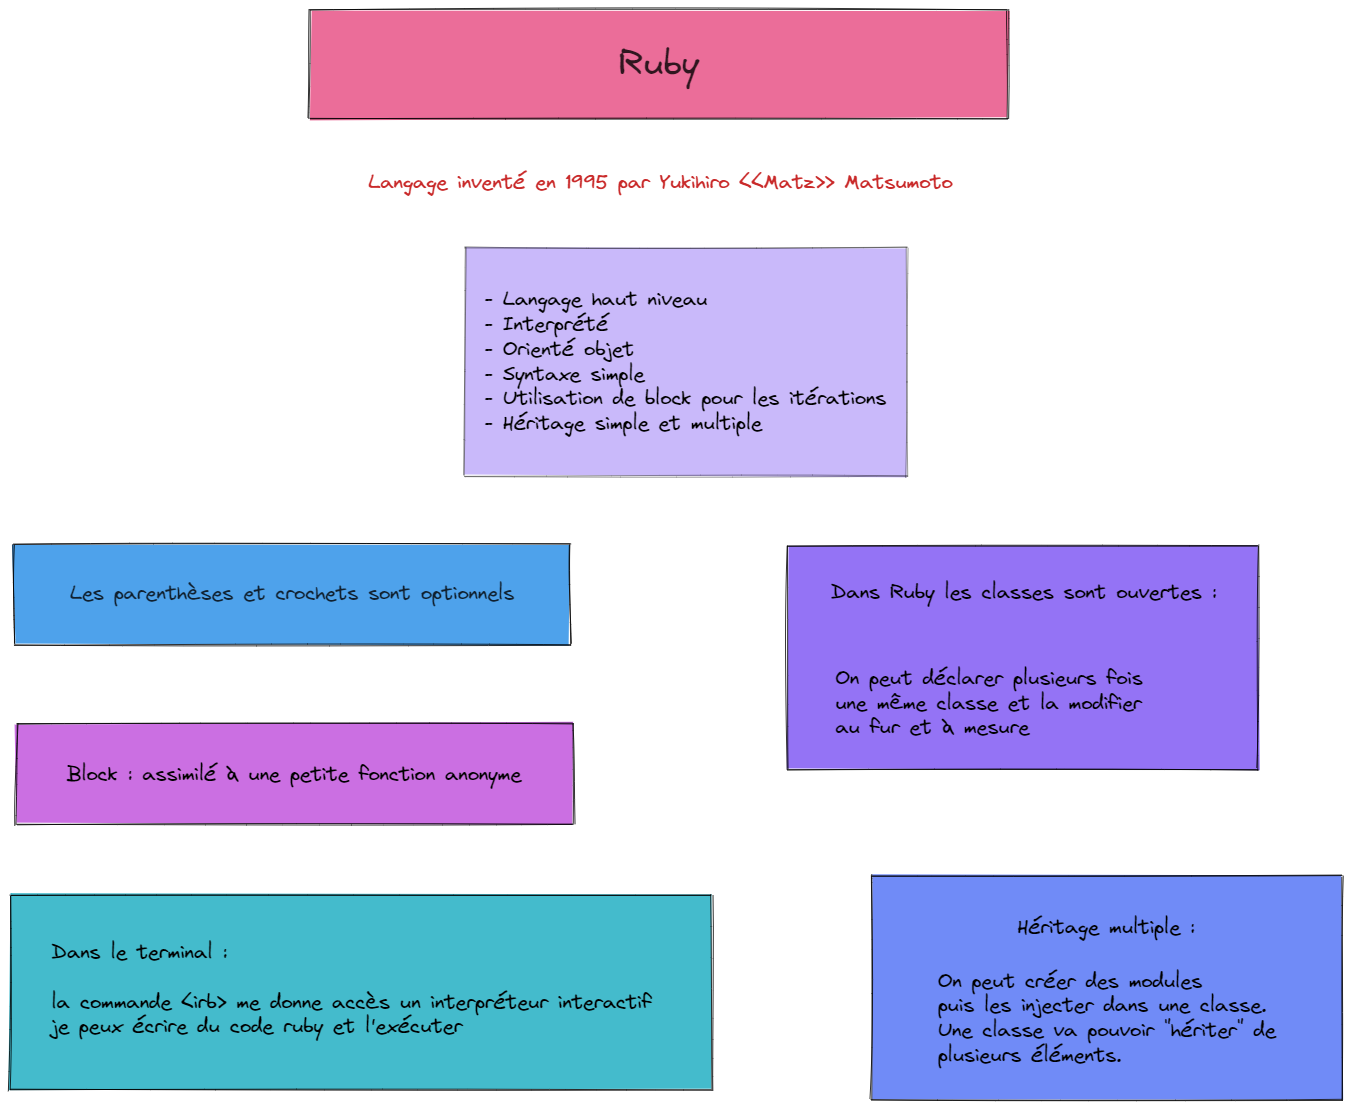 Ruby
Langage inventé en 1995 par Yukihiro <<Matz>> Matsumoto
- Langage haut niveau
- Interprété
- Orienté objet
- Syntaxe simple
- Utilisation de block pour les itérations
- Héritage simple et multiple
Les parenthèses et crochets sont optionnels
Dans Ruby les classes sont ouvertes :
On peut déclarer plusieurs fois
une même classe et la modifier
au fur et à mesure
Block : assimilé à une petite fonction anonyme
Dans le terminal :
la commande <irb> me donne accès un interpréteur interactif
je peux écrire du code ruby et l'exécuter
Héritage multiple :
On peut créer des modules
puis les injecter dans une classe.
Une classe va pouvoir "hériter" de
plusieurs éléments.